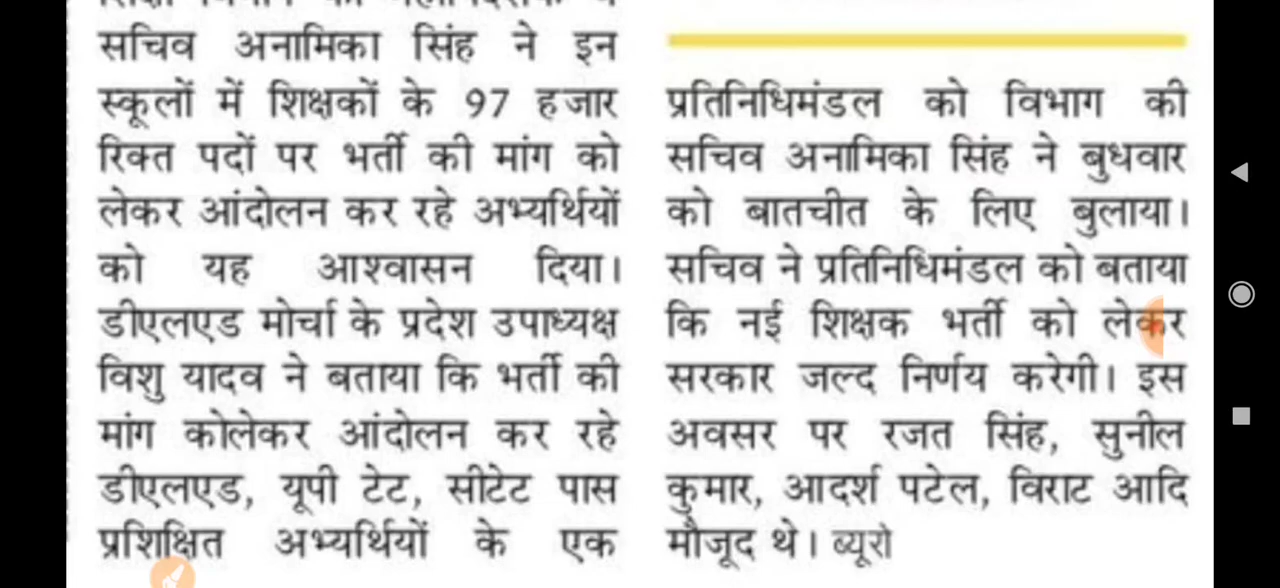 सचिव अनामिका सिंह ने इन
स्कूलों में शिक्षकों के 97 हजार
रिक्त पदों पर भर्ती की मांग को
लेकर आंदोलन कर रहे अभ्यर्थियों
को यह आश्वासन दिया।
डीएलएड मोर्चा के प्रदेश उपाध्यक्ष
विशु यादव ने बताया कि भर्ती की
मांग कोलेकर आंदोलन कर रहे
डीएलएड, यूपी टेट, सीटेट पास
प्रशिक्षित अभ्यर्थियों के एक
प्रतिनिधिमंडल को विभाग की
सचिव अनामिका सिंह ने बुधवार
को बातचीत के लिए बुलाया।
सचिव ने प्रतिनिधिमंडल को बताया
कि नई शिक्षक भर्ती को लेकर
सरकार जल्द निर्णय करेगी। इस
अवसर पर रजत सिंह, सुनील
कुमार, आदर्श पटेल, विराट आदि
मौजूद थे। ब्यूरो